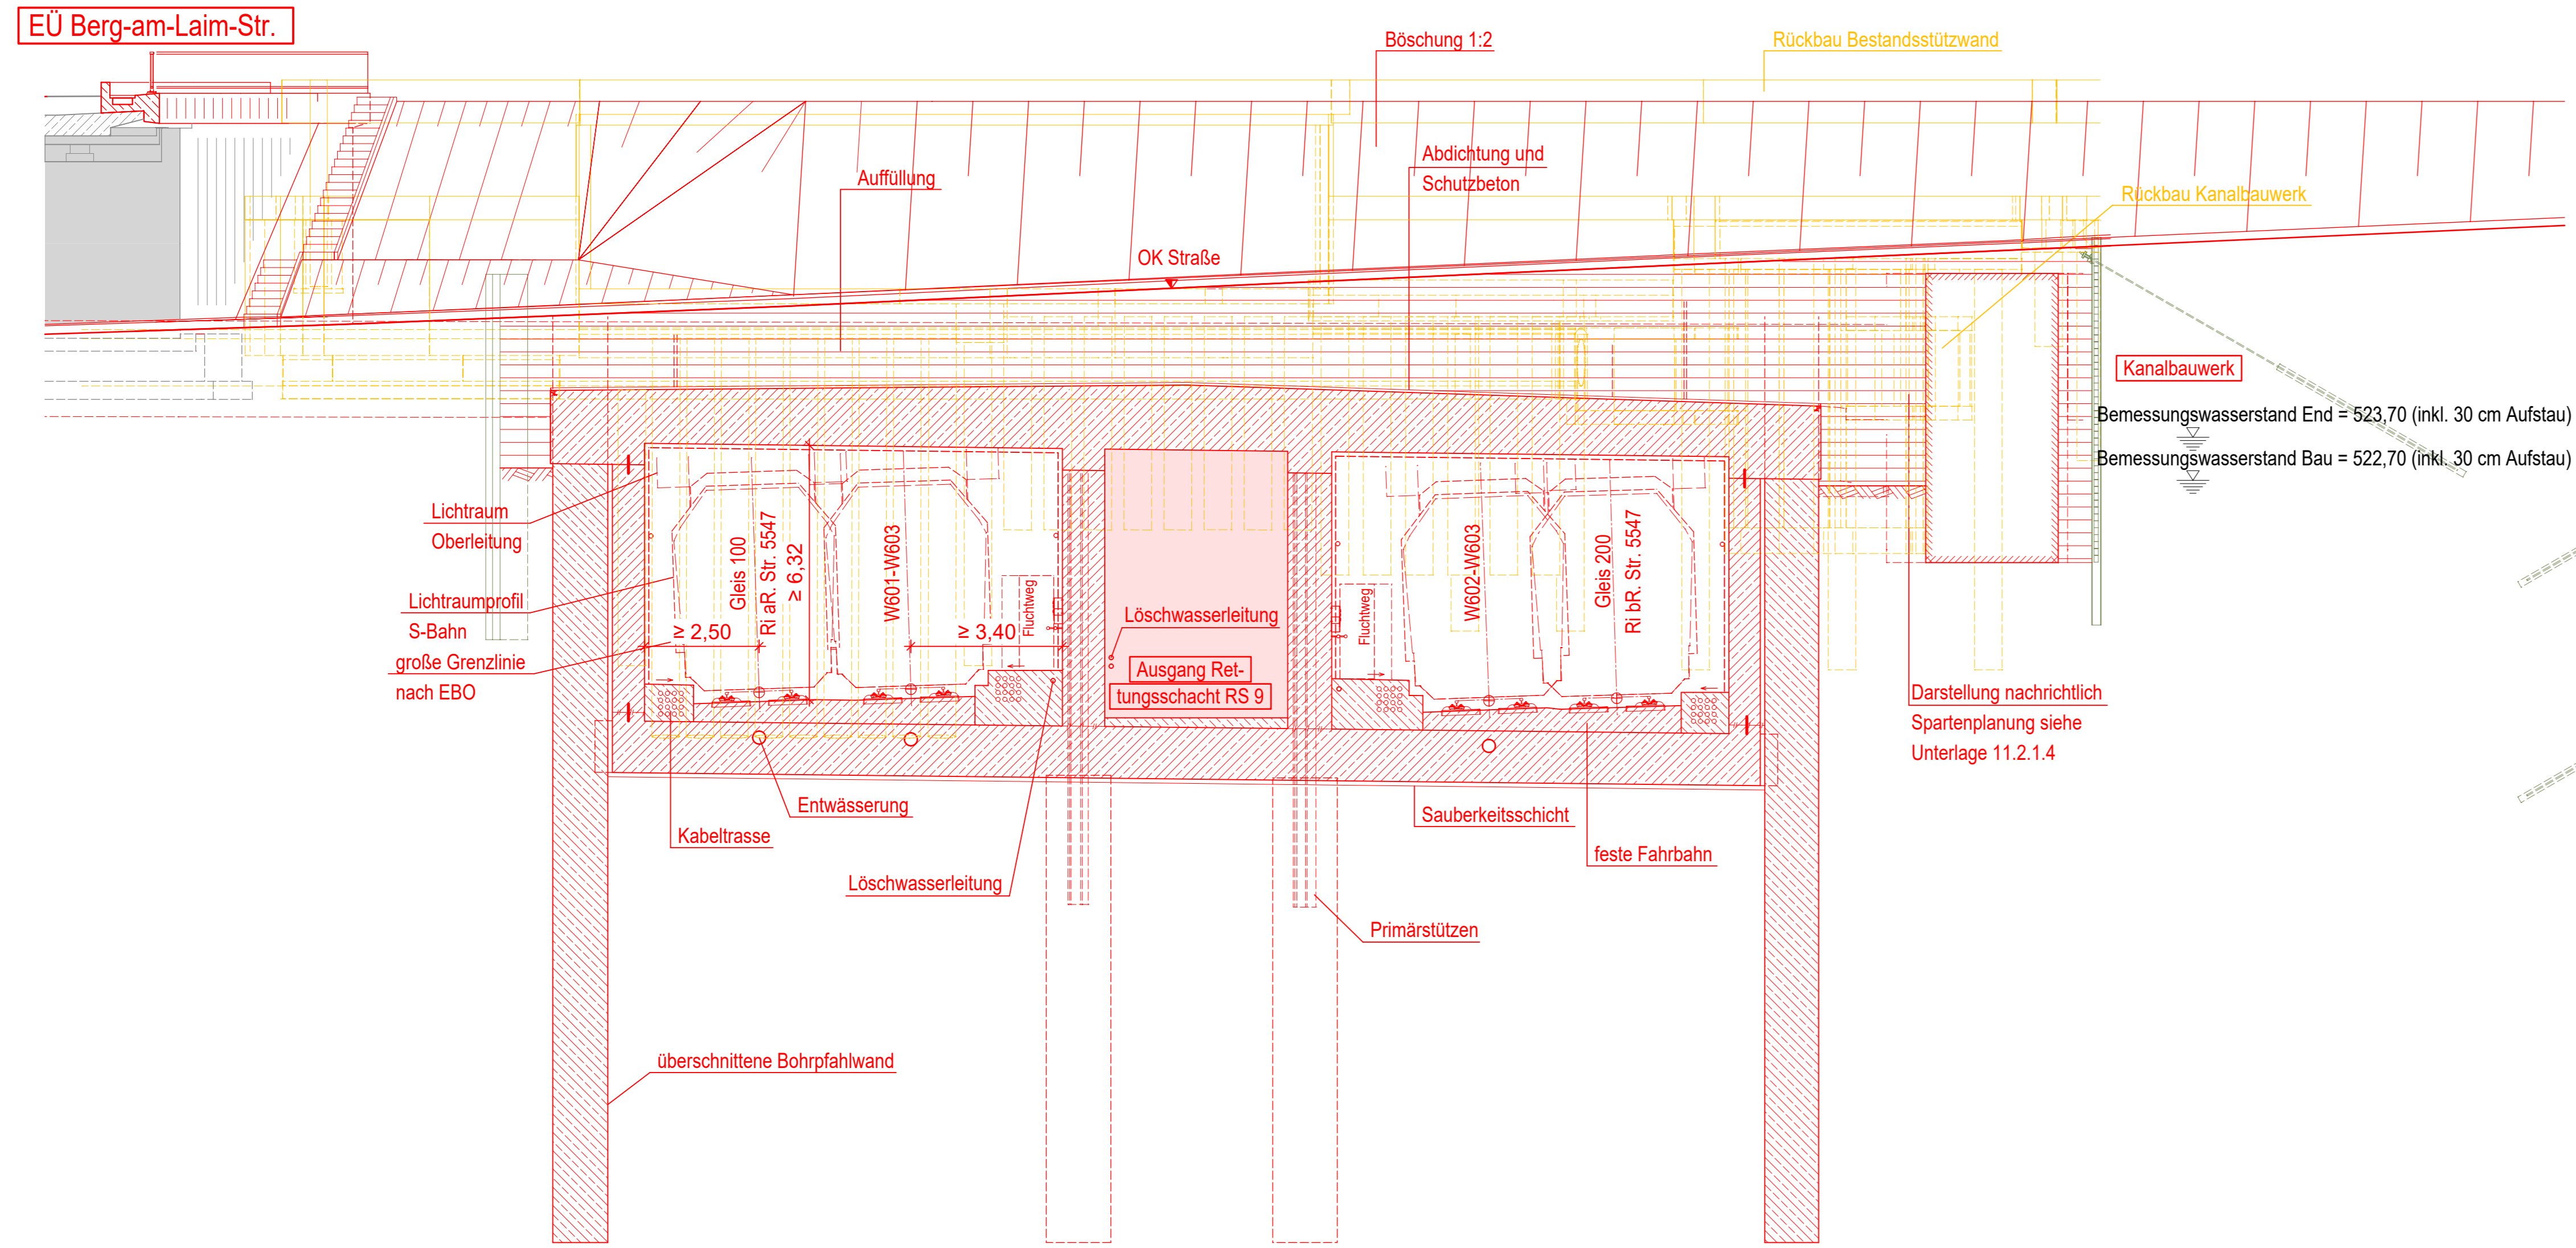 EÜ Berg-am-Laim-Str.
Böschung 1:2
Rückbau Bestandsstützwand
Abdichtung und
Schutzbeton
Auffüllung
Rückbau Kanalbauwerk
OK Straße
Kanalbauwerk
Bemessungswasserstand End = 523,70 (inkl. 30 cm Aufstau)
Bemessungswasserstand Bau = 522,70 (inkl. 30 cm Aufstau)
Lichtraum
Oberleitung
Lichtraumprofil
S-Bahn
große Grenzlinie
nach EBO
Gleis 100
Ri aR. Str. 5547
≥ 6,32
W601-W603
≥ 2,50
≥ 3,40
Fluchtweg
Löschwasserleitung
Ausgang Ret-
tungsschacht RS 9
Fluchtweg
W602-W603
Gleis 200
Ri bR. Str. 5547
Darstellung nachrichtlich
Spartenplanung siehe
Unterlage 11.2.1.4
Entwässerung
Kabeltrasse
Löschwasserleitung
Sauberkeitsschicht
feste Fahrbahn
Primärstützen
überschnittene Bohrpfahlwand